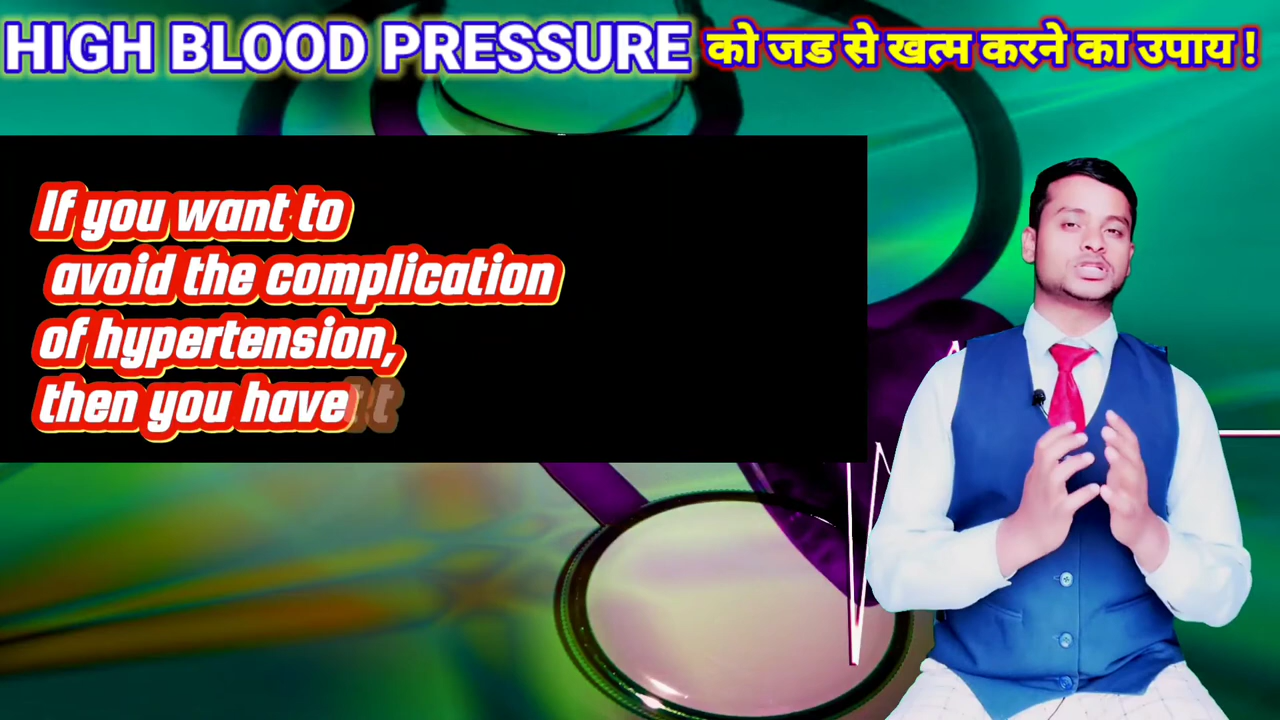 HIGH BLOOD PRESSURE को जड से खत्म करने का उपाय !
If you want to
avoid the complication
of hypertension,
then you have